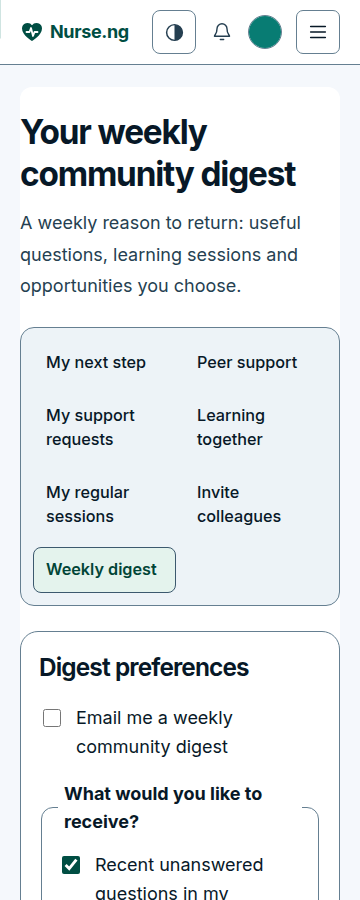 Nurse.ng
Your weekly
community digest
A weekly reason to return: useful
questions, learning sessions and
opportunities you choose.
My next step
Peer support
My support
requests
Learning
together
My regular
sessions
Invite
colleagues
Weekly digest
Digest preferences
Email me a weekly
community digest
What would you like to
receive?
Recent unanswered
questions in my